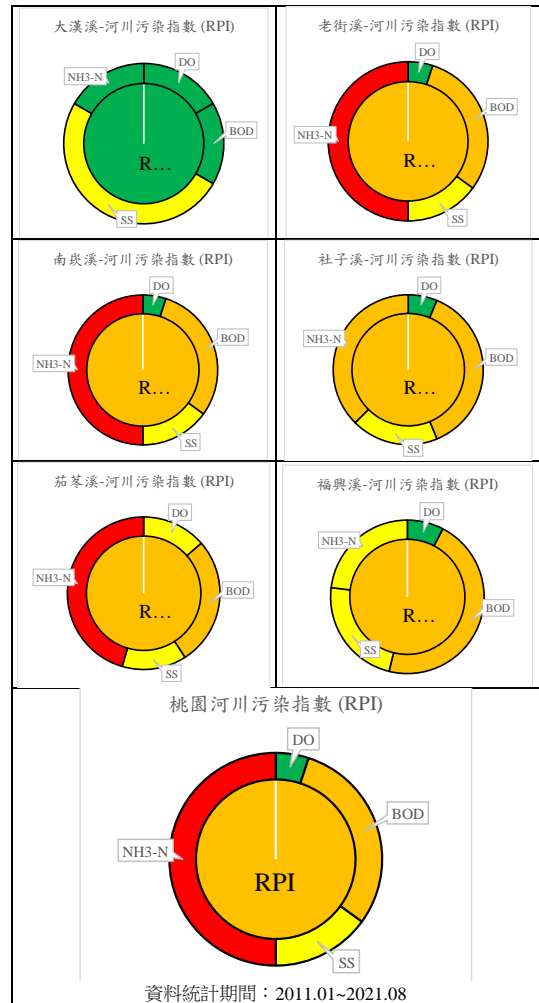 大漢溪-河川污染指數 (RPI)
DO
NH3-N
BOD
R…
SS
老街溪-河川污染指數 (RPI)
DO
BOD
NH3-N
R…
SS
南崁溪-河川污染指數 (RPI)
DO
BOD
NH3-N
R…
SS
社子溪-河川污染指數 (RPI)
DO
NH3-N
BOD
R…
SS
茄苳溪-河川污染指數 (RPI)
DO
NH3-N
BOD
R…
SS
福興溪-河川污染指數 (RPI)
DO
NH3-N
BOD
R…
SS
桃園河川污染指數 (RPI)
DO
BOD
NH3-N
RPI
SS
資料統計期間：2011.01~2021.08